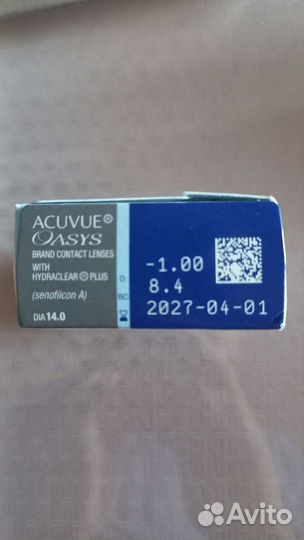 ACUVUE®
OASYS
BRAND CONTACT LENSES
WITH
HYDRACLEAR® PLUS
(senofilcon A)
DIA 14.0
D
BC
-1.00
8.4
2027-04-01
Avito